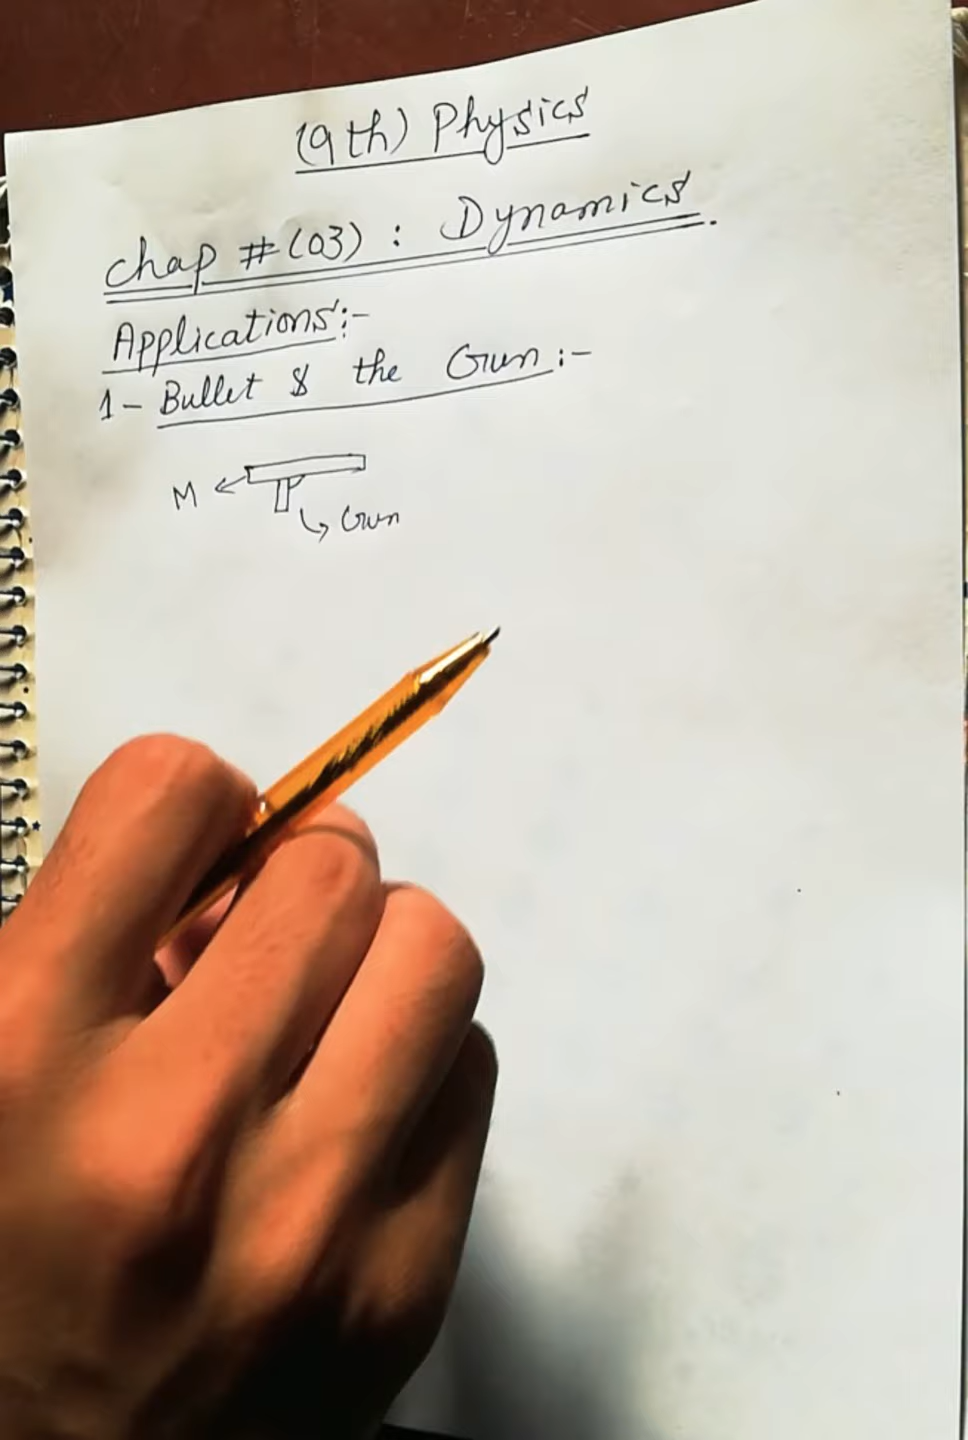 (9th) Physics
Chap #(03) : Dynamics.
Applications:-
1- Bullet & the Gun:-
M
Gun